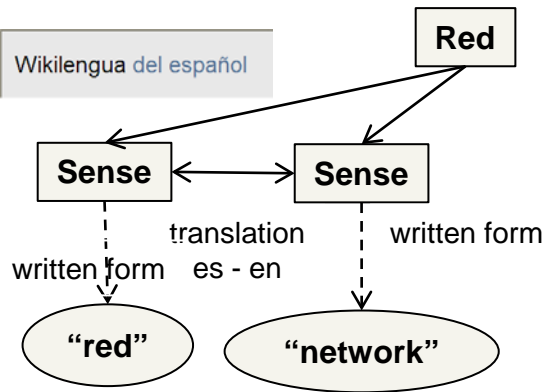 Red
Wikilengua del español
Sense
Sense
translation
written form
written form
es - en
“red”
“network”